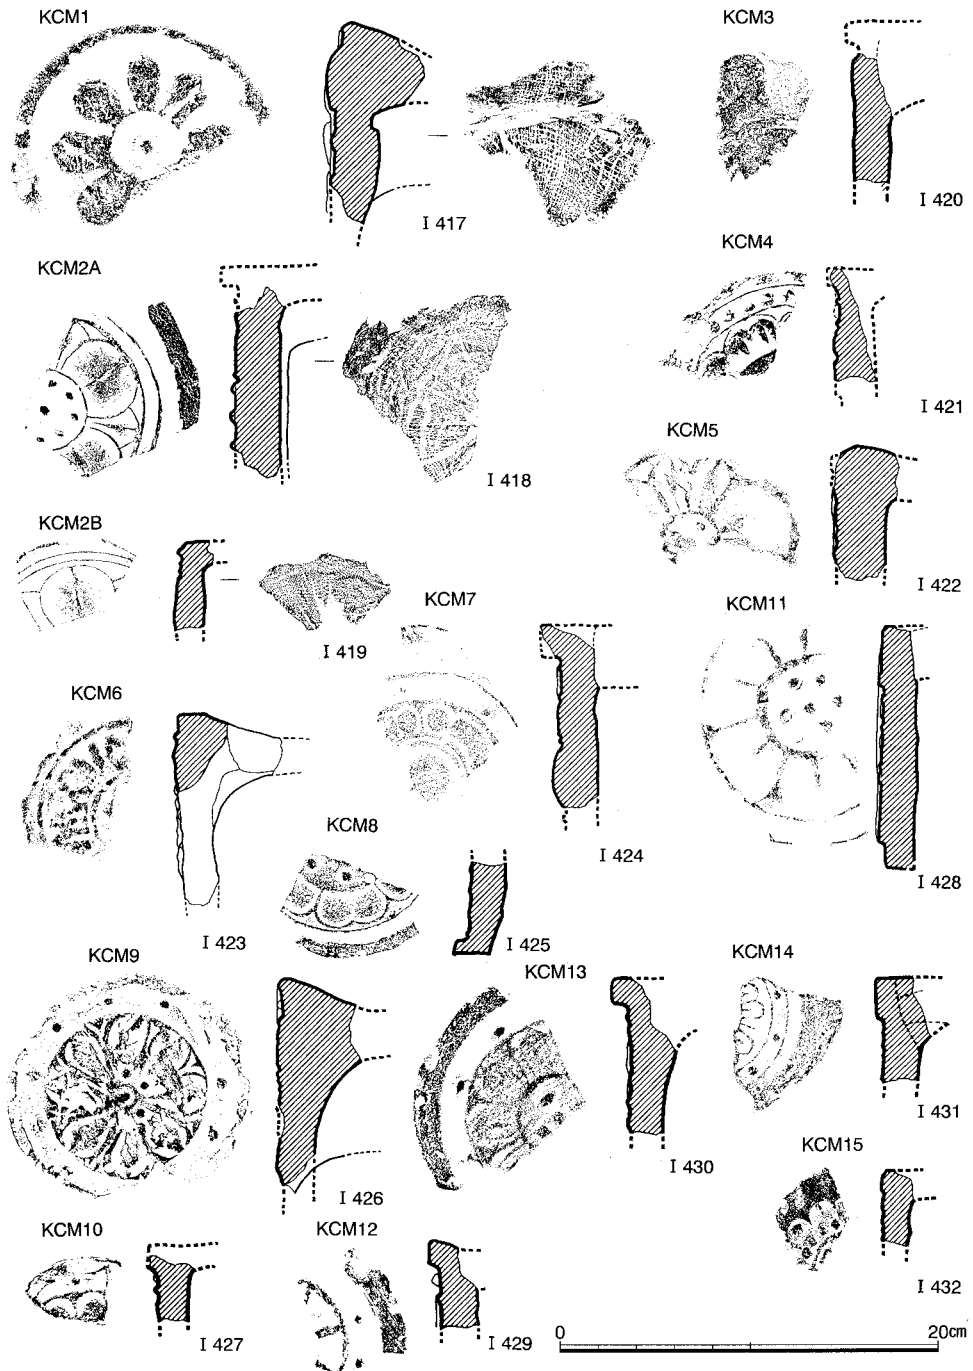 KCM1
I 417
KCM3
I 420
KCM2A
I 418
KCM4
I 421
KCM5
I 422
KCM2B
I 419
KCM7
I 424
KCM11
I 428
KCM6
I 423
KCM8
I 425
KCM9
I 426
KCM13
I 430
KCM14
I 431
KCM15
I 432
KCM10
I 427
KCM12
I 429
0
20cm